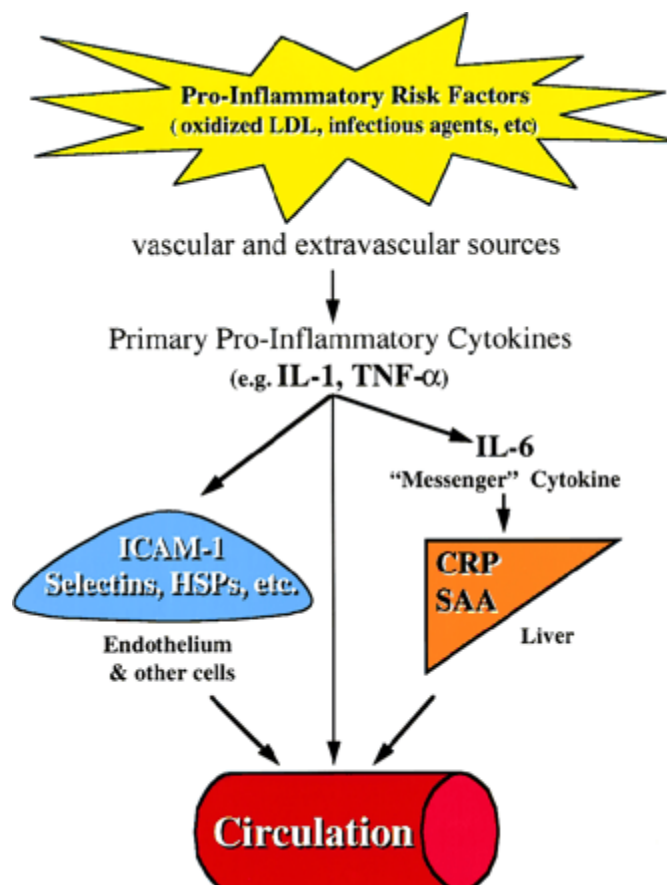 Pro-Inflammatory Risk Factors
( oxidized LDL, infectious agents, etc)
vascular and extravascular sources
Primary Pro-Inflammatory Cytokines
(e.g. IL-1, TNF-α)
IL-6
“Messenger” Cytokine
ICAM-1
Selectins, HSPs, etc.
Endothelium
& other cells
CRP
SAA
Liver
Circulation